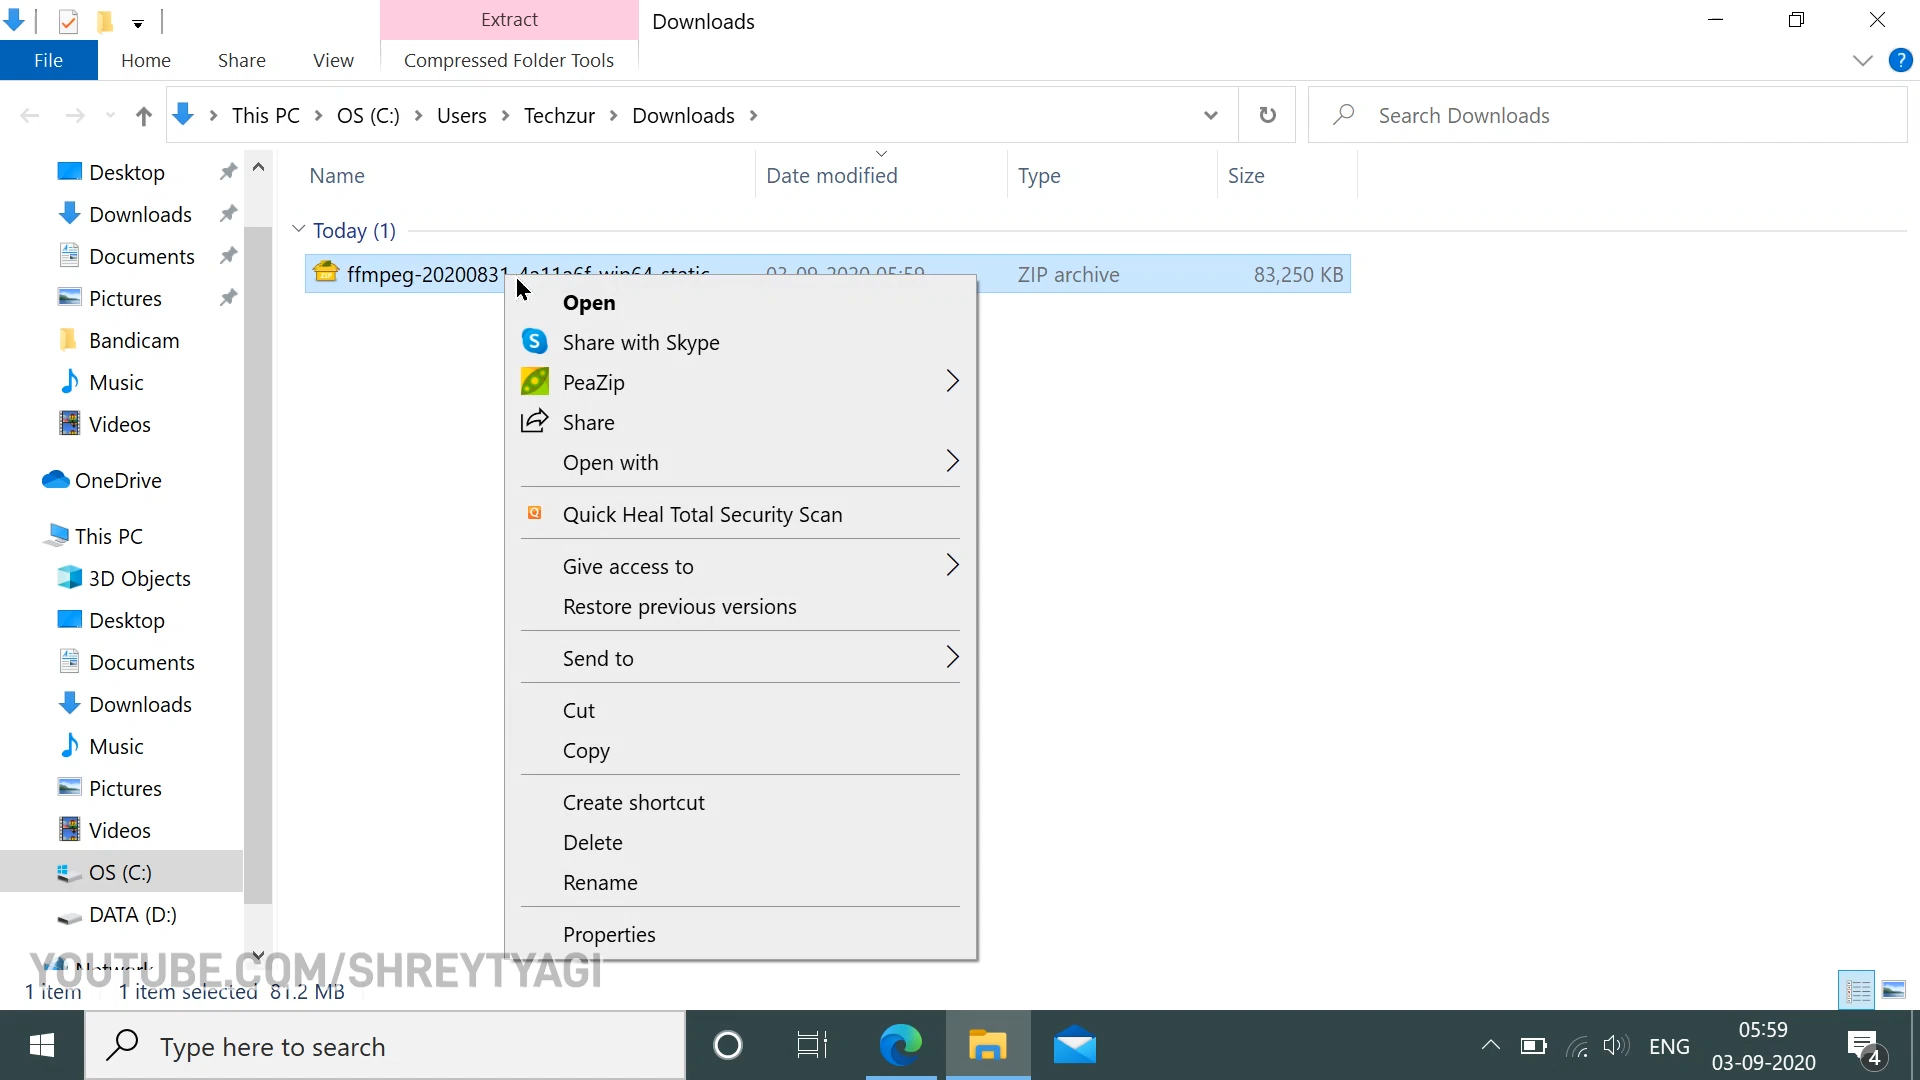 Extract
Downloads
File
Home
Share
View
Compressed Folder Tools
?
This PC
OS (C:)
Users
Techzur
Downloads
Search Downloads
Name
Date modified
Type
Size
Today (1)
ffmpeg-20200831-4a11a6f-win64-static
03-09-2020 05:59
ZIP archive
83,250 KB
Desktop
Downloads
Documents
Pictures
Bandicam
Music
Videos
OneDrive
This PC
3D Objects
Desktop
Documents
Downloads
Music
Pictures
Videos
OS (C:)
DATA (D:)
Network
Open
Share with Skype
PeaZip
Share
Open with
Quick Heal Total Security Scan
Give access to
Restore previous versions
Send to
Cut
Copy
Create shortcut
Delete
Rename
Properties
YOUTUBE.COM/SHREYTYAGI
1 item
1 item selected 81.2 MB
Type here to search
ENG
05:59
03-09-2020
4